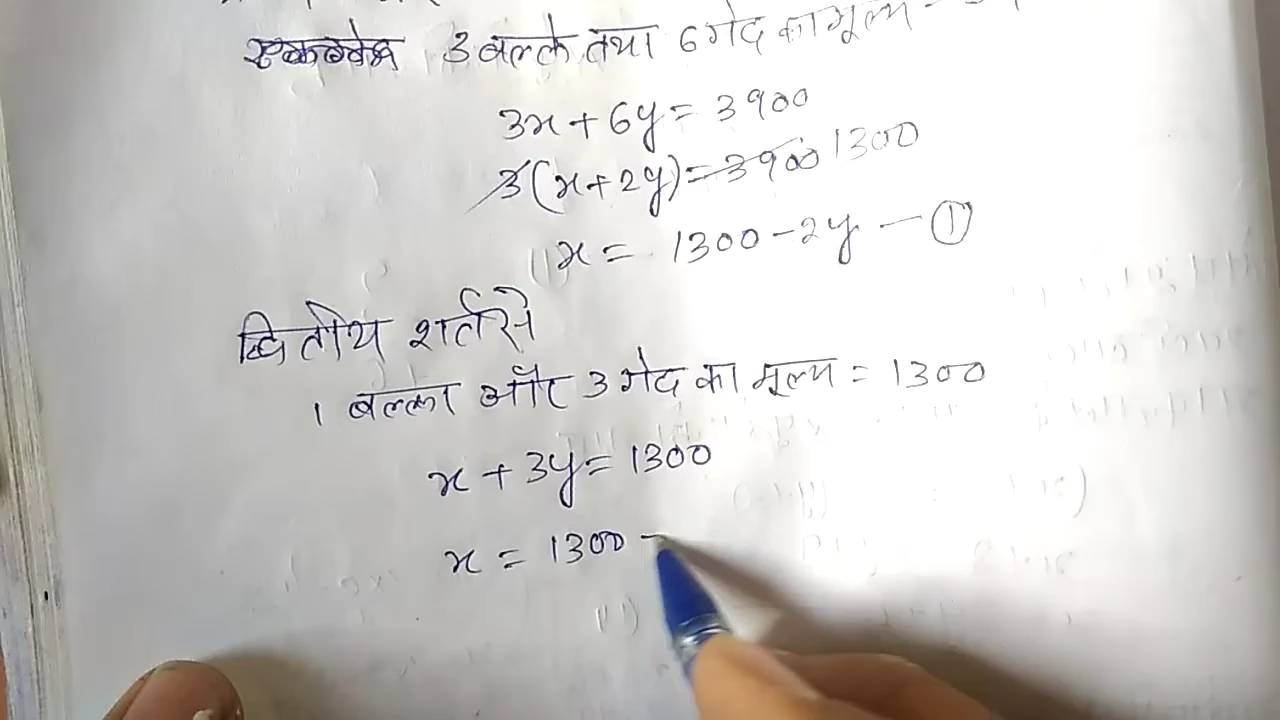 3 बल्ले तथा 6 गेद का मूल्य -
3x + 6y = 3900
3(x + 2y) = 3900 1300
x = 1300 - 2y - ①
द्वितीय शर्त से
1 बल्ला और 3 गेद का मूल्य = 1300
x + 3y = 1300
x = 1300 -